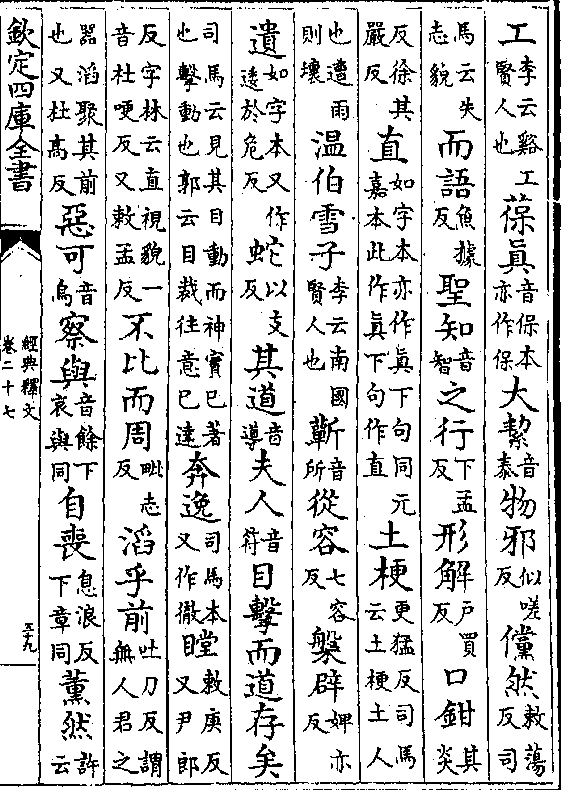 工李云谿工賢人也葆真音保本亦作保大絜音泰物邪似嗟反儻然敕蕩反司
馬云失志貌而語魚據反聖知音智之行下孟反形解戶買反口鉗其炎
反徐其嚴反直如字本亦作真下句同元嘉本此作真下句作直土梗更猛反司馬云土梗土人
也遭雨則壞温伯雪子李云南國賢人也蘄音所從容七容反槃辟婢亦反
遺如字本又作逶於危反蛇以支反其道音導夫人音符目擊而道存矣
司馬云見其目動而神實已著也擊動也郭云目裁往意已達奔逸司馬本又作徹瞠敕庚反又尹郎
反字林云直視貌一音杜哽反又敕孟反不比而周毗志反滔乎前吐刀反謂無人君之
器滔聚其前也又杜高反惡可音烏察與音餘下哀與同自喪息浪反下章同薰然許云
欽定四庫全書
經典釋文
卷二十七